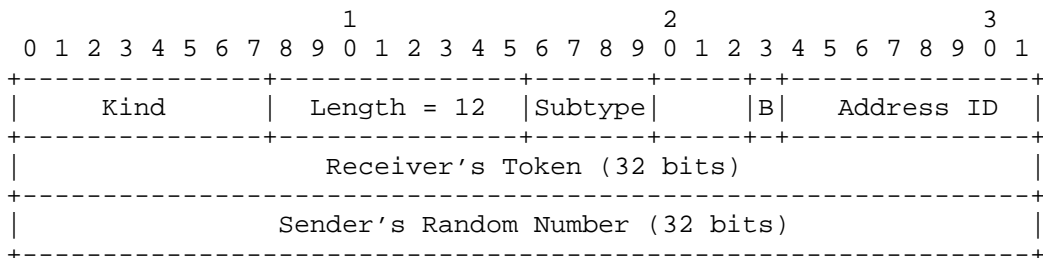 1                   2                   3
 0 1 2 3 4 5 6 7 8 9 0 1 2 3 4 5 6 7 8 9 0 1 2 3 4 5 6 7 8 9 0 1
+---------------+---------------+-------+-----+-+---------------+
|     Kind      |  Length = 12  |Subtype|     |B|   Address ID  |
+---------------+---------------+-------+-----+-+---------------+
|                   Receiver's Token (32 bits)                  |
+---------------------------------------------------------------+
|                Sender's Random Number (32 bits)               |
+---------------------------------------------------------------+